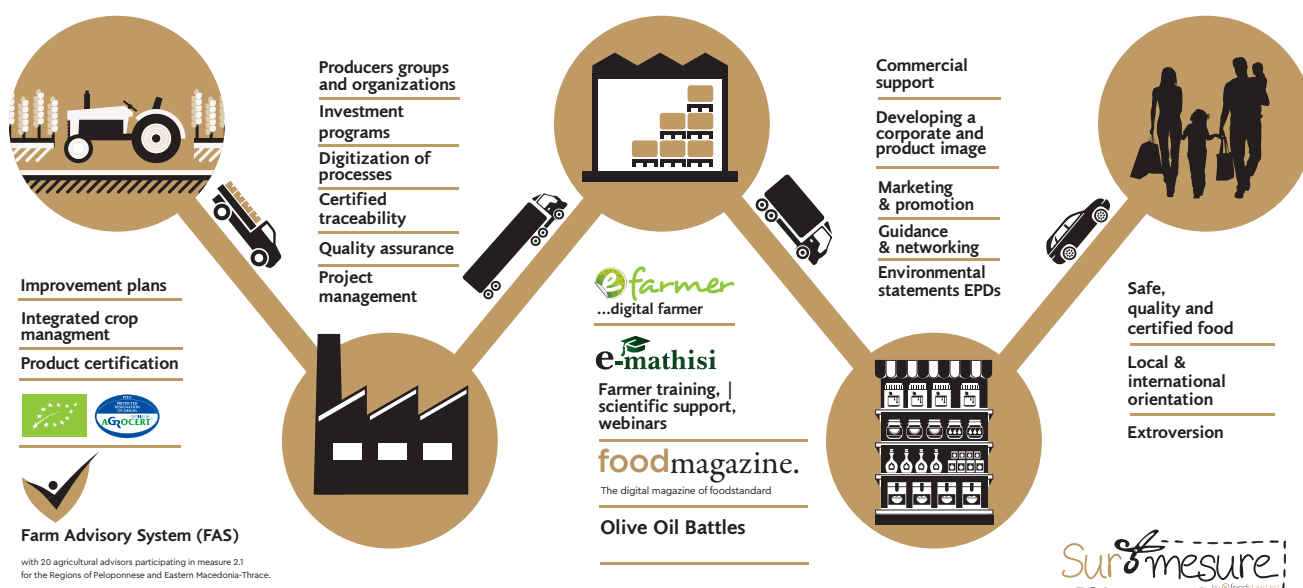 Improvement plans
Integrated crop
managment
Product certification
AGROCERT
Farm Advisory System (FAS)
with 20 agricultural advisors participating in measure 2.1
for the Regions of Peloponnese and Eastern Macedonia-Thrace.
Producers groups
and organizations
Investment
programs
Digitization of
processes
Certified
traceability
Quality assurance
Project
management
efarmer
...digital farmer
e-mathisi
Farmer training, |
scientific support,
webinars
foodmagazine.
The digital magazine of foodstandard
Olive Oil Battles
Commercial
support
Developing a
corporate and
product image
Marketing
& promotion
Guidance
& networking
Environmental
statements EPDs
Safe,
quality and
certified food
Local &
international
orientation
Extroversion
Sur mesure